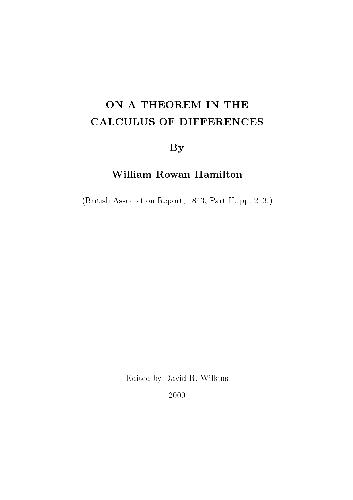 ON A THEOREM IN THE
CALCULUS OF DIFFERENCES
By
William Rowan Hamilton
(British Association Report, Part II, pp.
Edited by David R. Wilkins
2000